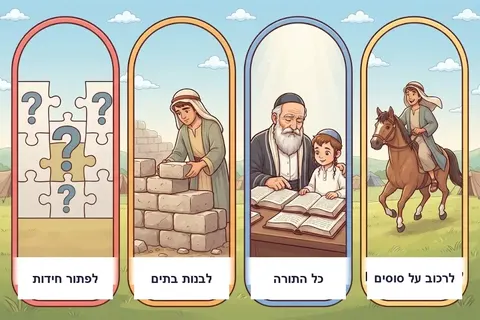 לרכוב על סוסים
כל התורה
לבנות בתים
לפתור חידות
? ? ? ?